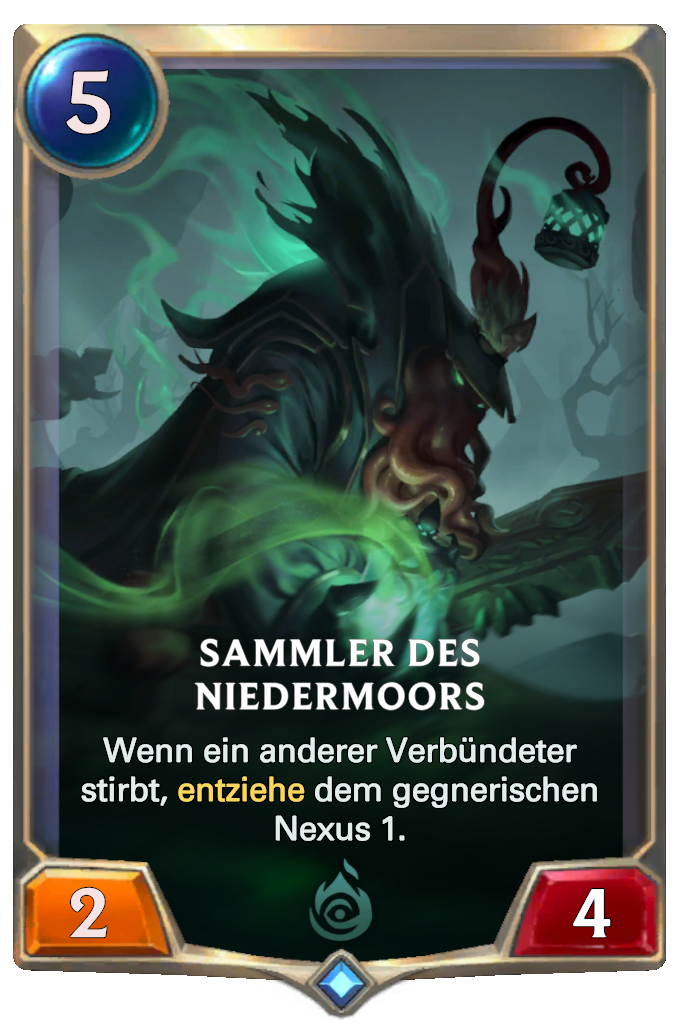 5
SAMMLER DES
NIEDERMOORS
Wenn ein anderer Verbündeter
stirbt, entziehe dem gegnerischen
Nexus 1.
2
4